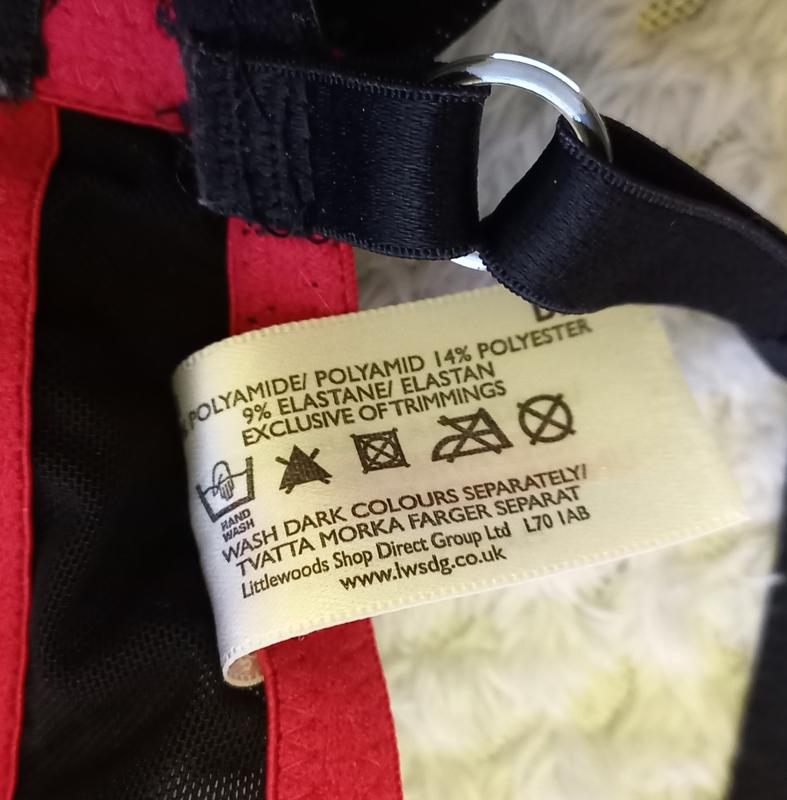 POLYAMIDE/ POLYAMID 14% POLYESTER
9% ELASTANE/ ELASTAN
EXCLUSIVE OF TRIMMINGS
HAND
WASH
WASH DARK COLOURS SEPARATELY/
TVATTA MORKA FARGER SEPARAT
Littlewoods Shop Direct Group Ltd L70 1AB
www.lwsdg.co.uk